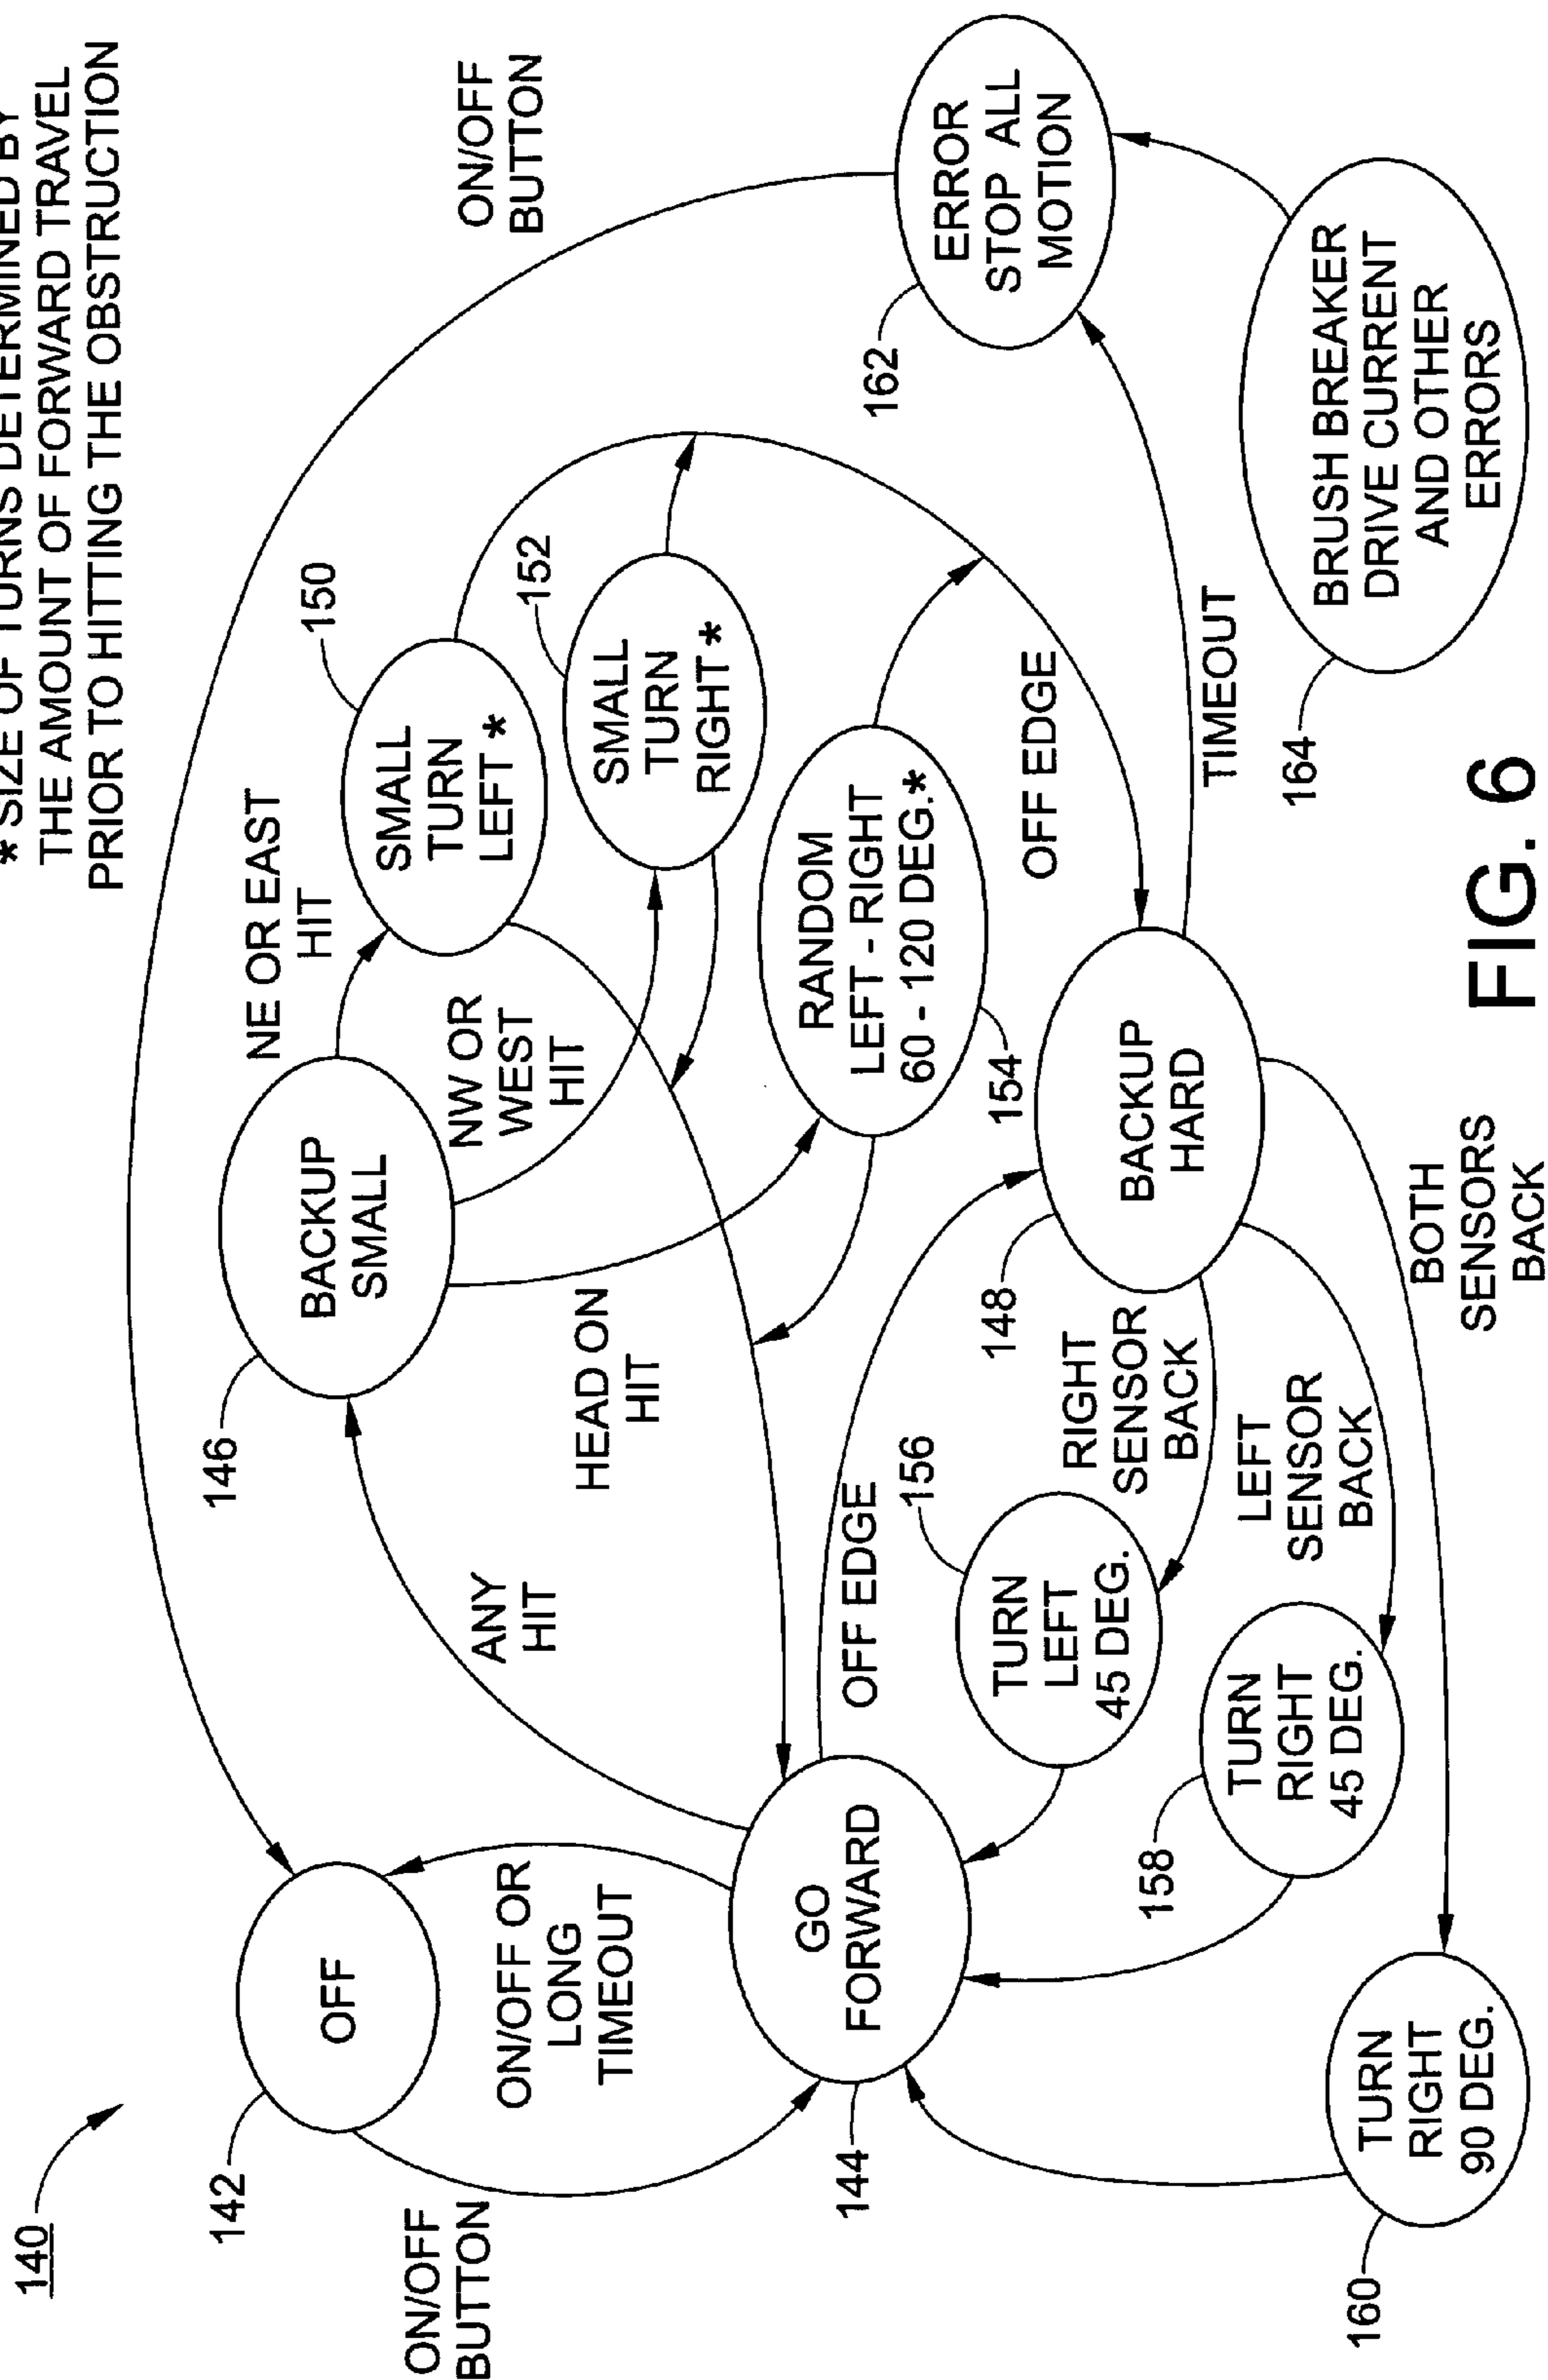 140
* SIZE OF TURNS DETERMINED BY
THE AMOUNT OF FORWARD TRAVEL
PRIOR TO HITTING THE OBSTRUCTION
ON/OFF
BUTTON
142
OFF
ON/OFF
BUTTON
ON/OFF OR
LONG
TIMEOUT
144
GO
FORWARD
ANY
HIT
146
BACKUP
SMALL
NE OR EAST
HIT
150
SMALL
TURN
LEFT *
NW OR
WEST
HIT
152
SMALL
TURN
RIGHT *
HEAD ON
HIT
RANDOM
LEFT - RIGHT
60 - 120 DEG.*
154
OFF EDGE
OFF EDGE
148
BACKUP
HARD
RIGHT
SENSOR
BACK
156
TURN
LEFT
45 DEG.
LEFT
SENSOR
BACK
158
TURN
RIGHT
45 DEG.
BOTH
SENSORS
BACK
160
TURN
RIGHT
90 DEG.
TIMEOUT
162
ERROR
STOP ALL
MOTION
164
BRUSH BREAKER
DRIVE CURRENT
AND OTHER
ERRORS
FIG. 6